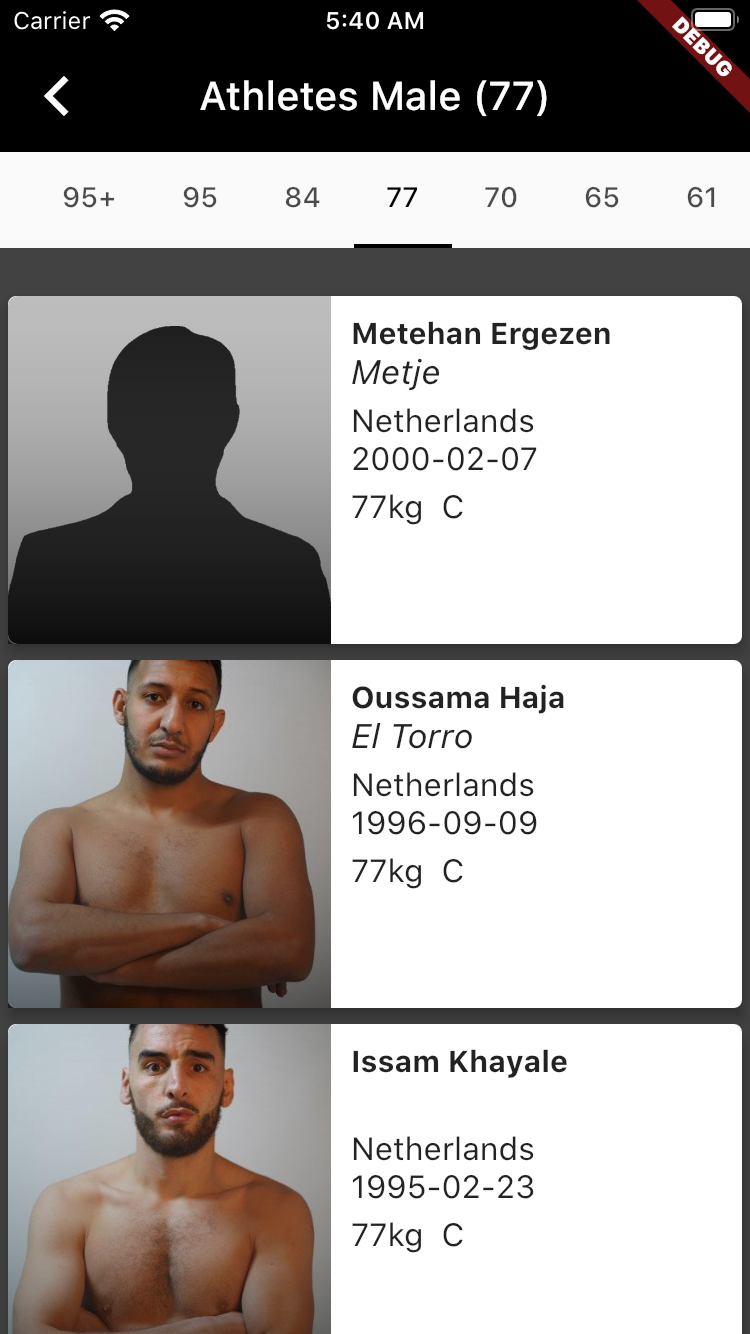 Carrier 5:40 AM
DEBUG
Athletes Male (77)
95+ 95 84 77 70 65 61
Metehan Ergezen
Metje
Netherlands
2000-02-07
77kg C
Oussama Haja
El Torro
Netherlands
1996-09-09
77kg C
Issam Khayale
Netherlands
1995-02-23
77kg C